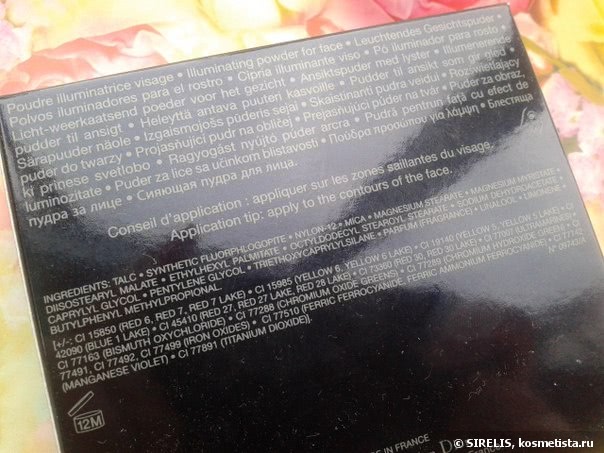 Poudre illuminatrice visage • Illuminating powder for face • Leuchtendes Gesichtspuder •
Polvos iluminadores para el rostro • Cipria illuminante viso • Pó iluminador para rosto •
Licht-weerkaatsend poeder voor het gezicht • Ansiktspuder med lyster • Illumenerende
pudder til ansigt • Heleyttä antava puuteri kasvoille • Pudder til ansikt som gir glød •
Särapuuder näole • Izgaismojošs pūderis sejai • Skaistinanti pudra veidui • Rozświetlający
puder do twarzy • Projasňující pudr na obličej • Prejasňujúci púder na tvár • Puder za obraz,
ki prinese svetlobo • Ragyogást nyújtó púder arcra • Pudră pentru față cu efect de
luminozitate • Puder za lice sa učinkom blistavosti • Πούδρα προσώπου για λάμψη • Блестяща
пудра за лице • Сияющая пудра для лица.
Conseil d'application : appliquer sur les zones saillantes du visage.
Application tip: apply to the contours of the face.
INGREDIENTS: TALC • SYNTHETIC FLUORPHLOGOPITE • NYLON-12 • MICA • MAGNESIUM STEARATE • MAGNESIUM MYRISTATE •
DIISOSTEARYL MALATE • ETHYLHEXYL PALMITATE • OCTYLDODECYL STEAROYL STEARATE • SODIUM DEHYDROACETATE •
CAPRYLYL GLYCOL • PENTYLENE GLYCOL • TRIETHOXYCAPRYLYLSILANE • PARFUM (FRAGRANCE) • LINALOOL • LIMONENE •
BUTYLPHENYL METHYLPROPIONAL.
[+/-: CI 15850 (RED 6, RED 7, RED 7 LAKE) • CI 15985 (YELLOW 6, YELLOW 6 LAKE) • CI 19140 (YELLOW 5, YELLOW 5 LAKE) • CI
42090 (BLUE 1 LAKE) • CI 45410 (RED 27, RED 27 LAKE, RED 28 LAKE) • CI 73360 (RED 30, RED 30 LAKE) • CI 77007 (ULTRAMARINES) •
CI 77163 (BISMUTH OXYCHLORIDE) • CI 77288 (CHROMIUM OXIDE GREENS) • CI 77289 (CHROMIUM HYDROXIDE GREEN) • CI
77491, CI 77492, CI 77499 (IRON OXIDES) • CI 77510 (FERRIC FERROCYANIDE, FERRIC AMMONIUM FERROCYANIDE) • CI 77742
(MANGANESE VIOLET) • CI 77891 (TITANIUM DIOXIDE)].
12M
IN FRANCE
© SIRELIS, kosmetista.ru